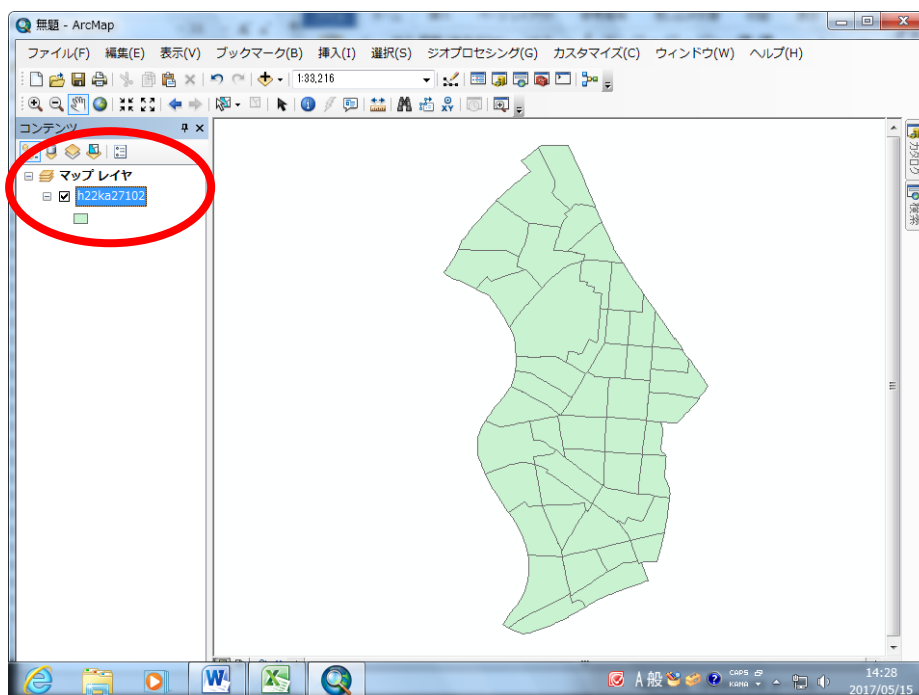 無題 - ArcMap
ファイル(F) 編集(E) 表示(V) ブックマーク(B) 挿入(I) 選択(S) ジオプロセシング(G) カスタマイズ(C) ウィンドウ(W) ヘルプ(H)
1:33,216
コンテンツ
マップ レイヤ
h22ka27102
カタログ
検索
A 般 CAPS KANA
14:28
2017/05/15